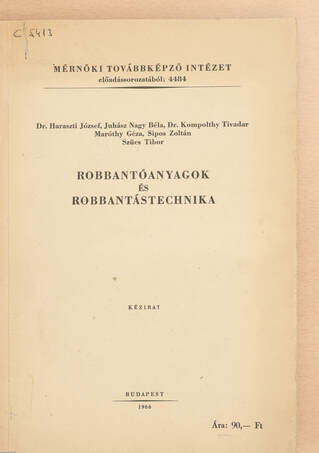 C 5413
MÉRNÖKI TOVÁBBKÉPZŐ INTÉZET
előadássorozatából: 4484
Dr. Haraszti József, Juhász Nagy Béla, Dr. Kompolthy Tivadar
Maróthy Géza, Sipos Zoltán
Szücs Tibor
ROBBANTÓANYAGOK
ÉS
ROBBANTÁSTECHNIKA
KÉZIRAT
BUDAPEST
1966
Ára: 90,— Ft